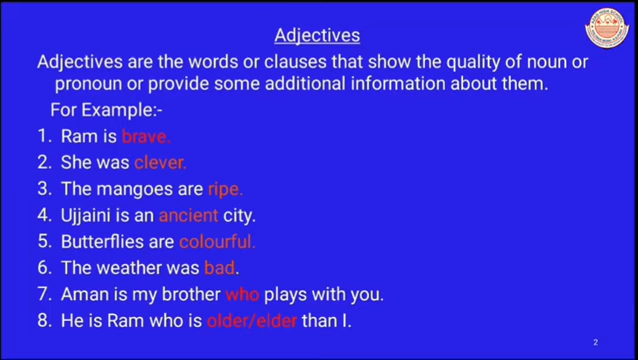 Adjectives
Adjectives are the words or clauses that show the quality of noun or
pronoun or provide some additional information about them.
For Example:-
1. Ram is brave.
2. She was clever.
3. The mangoes are ripe.
4. Ujjaini is an ancient city.
5. Butterflies are colourful.
6. The weather was bad.
7. Aman is my brother who plays with you.
8. He is Ram who is older/elder than I.
2